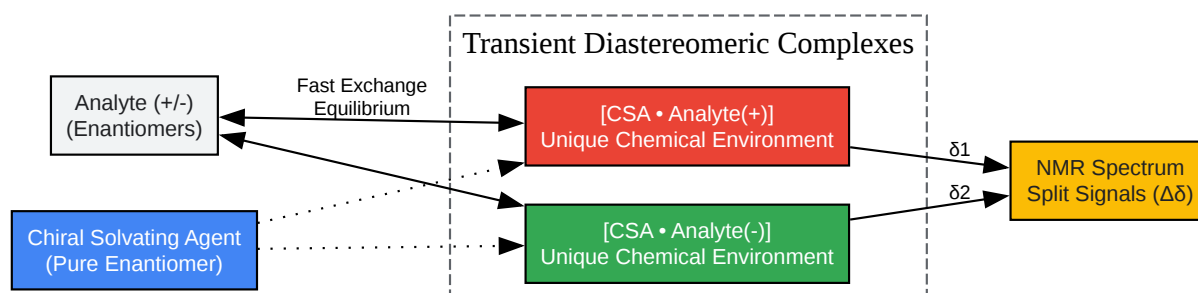 Transient Diastereomeric Complexes
Analyte (+/-)
(Enantiomers)
Fast Exchange
Equilibrium
[CSA • Analyte(+)]
Unique Chemical Environment
δ1
NMR Spectrum
Split Signals (Δδ)
δ2
Chiral Solvating Agent
(Pure Enantiomer)
[CSA • Analyte(-)]
Unique Chemical Environment